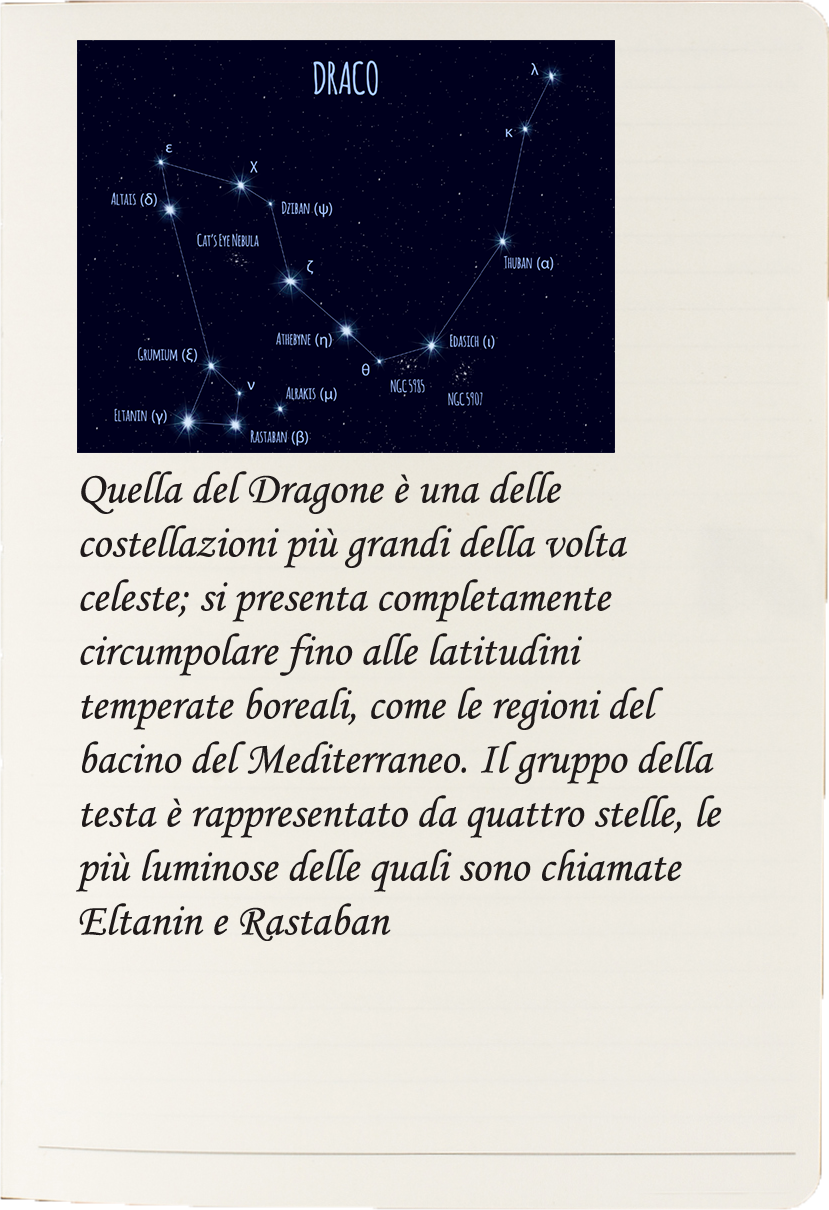 DRACO
λ
κ
ε
χ
ALTAIS (δ)
DZIBAN (ψ)
CAT'S EYE NEBULA
THUBAN (α)
ζ
ATHEBYNE (η)
EDASICH (ι)
GRUMIUM (ξ)
θ
ν
NGC 5985
ALRAKIS (μ)
NGC 5907
ELTANIN (γ)
RASTABAN (β)
Quella del Dragone è una delle
costellazioni più grandi della volta
celeste; si presenta completamente
circumpolare fino alle latitudini
temperate boreali, come le regioni del
bacino del Mediterraneo. Il gruppo della
testa è rappresentato da quattro stelle, le
più luminose delle quali sono chiamate
Eltanin e Rastaban